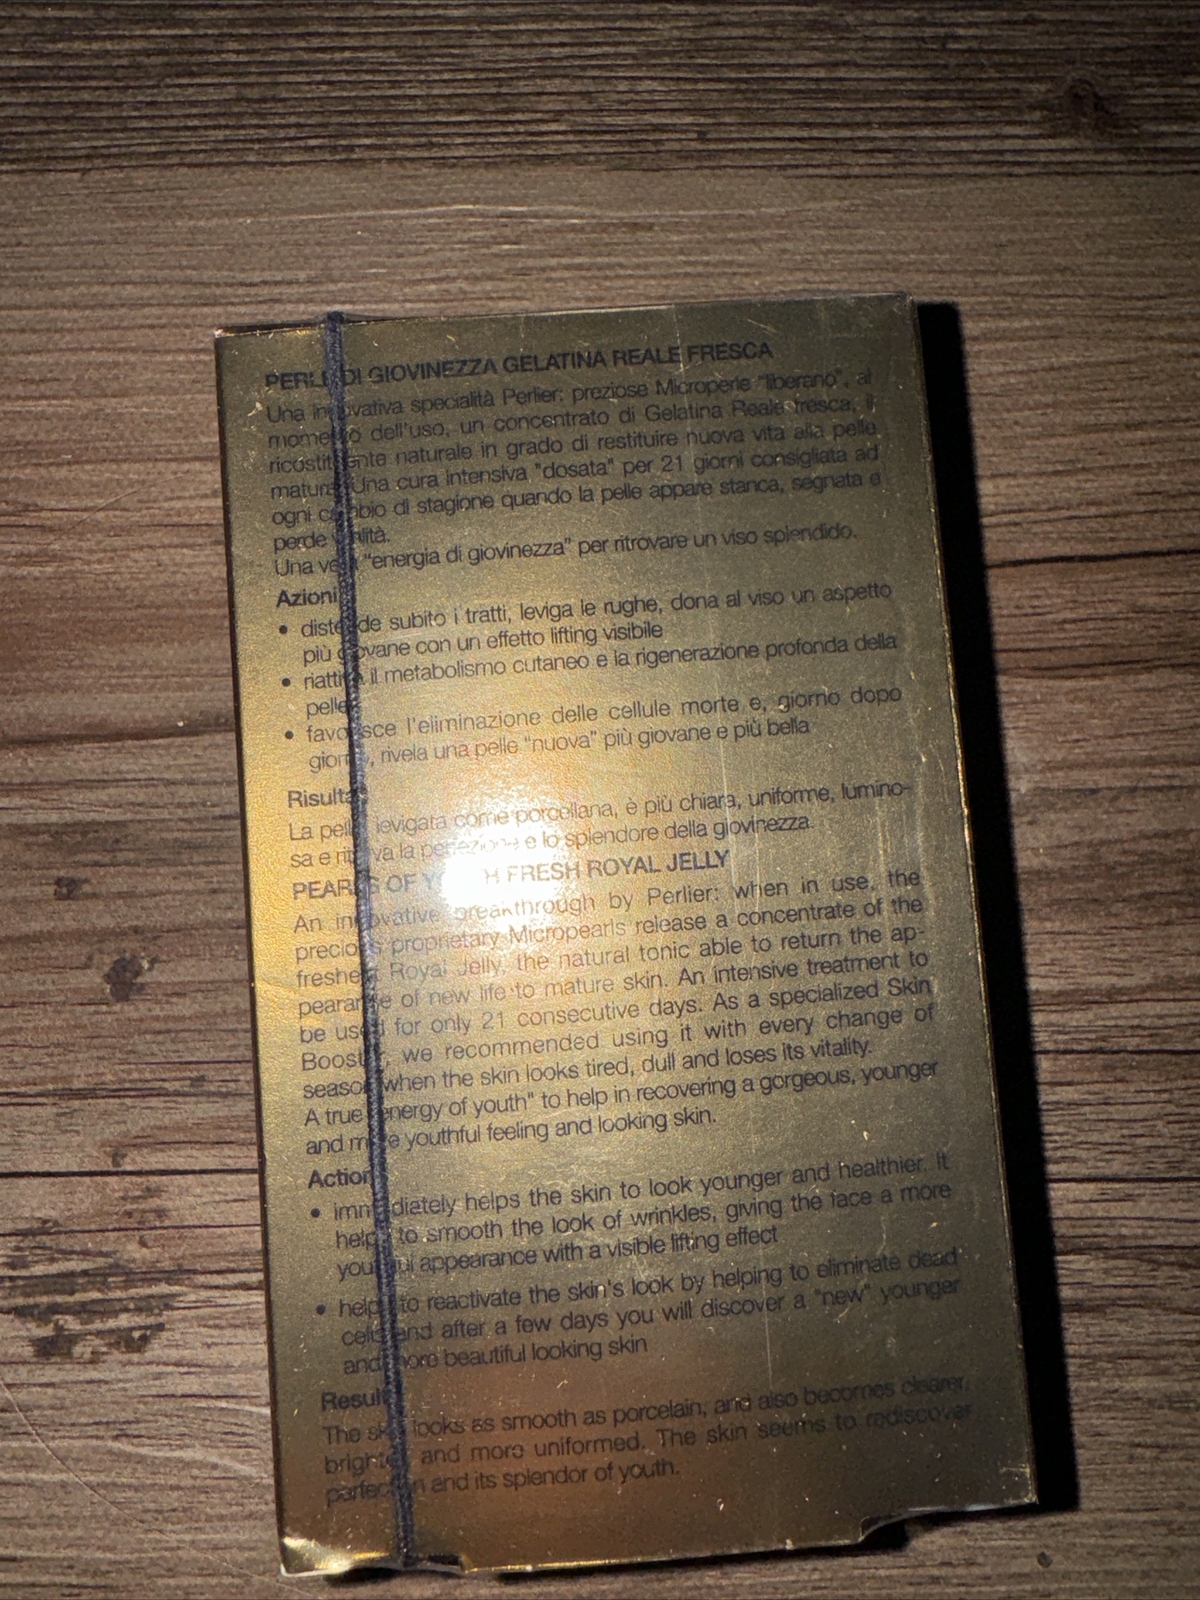 PERLE DI GIOVINEZZA GELATINA REALE FRESCA
Una innovativa specialità Perlier: preziose Microperle "liberano", al
momento dell'uso, un concentrato di Gelatina Reale fresca, il
ricostituente naturale in grado di restituire nuova vita alla pelle
matura. Una cura intensiva "dosata" per 21 giorni consigliata ad
ogni cambio di stagione quando la pelle appare stanca, segnata e
perde vitalità.
Una vera "energia di giovinezza" per ritrovare un viso splendido.
Azioni
• distende subito i tratti, leviga le rughe, dona al viso un aspetto
più giovane con un effetto lifting visibile
• riattiva il metabolismo cutaneo e la rigenerazione profonda della
pelle
• favorisce l'eliminazione delle cellule morte e, giorno dopo
giorno, rivela una pelle "nuova" più giovane e più bella
La pelle, levigata come porcellana, è più chiara, uniforme, lumino-
sa e ritrova la perfezione e lo splendore della giovinezza.
PEARLS OF YOUTH FRESH ROYAL JELLY
An innovative breakthrough by Perlier: when in use, the
precious proprietary Micropearls release a concentrate of the
freshest Royal Jelly, the natural tonic able to return the ap-
pearance of new life to mature skin. An intensive treatment to
be used for only 21 consecutive days. As a specialized Skin
Booster, we recommended using it with every change of
season when the skin looks tired, dull and loses its vitality.
A true "energy of youth" to help in recovering a gorgeous, younger
and more youthful feeling and looking skin.
Action
• immediately helps the skin to look younger and healthier. It
helps to smooth the look of wrinkles, giving the face a more
youthful appearance with a visible lifting effect
• helps to reactivate the skin's look by helping to eliminate dead
cells and after a few days you will discover a "new" younger
and more beautiful looking skin
The skin looks as smooth as porcelain, and also becomes clearer,
brighter and more uniformed. The skin seems to rediscover
perfection and its splendor of youth.